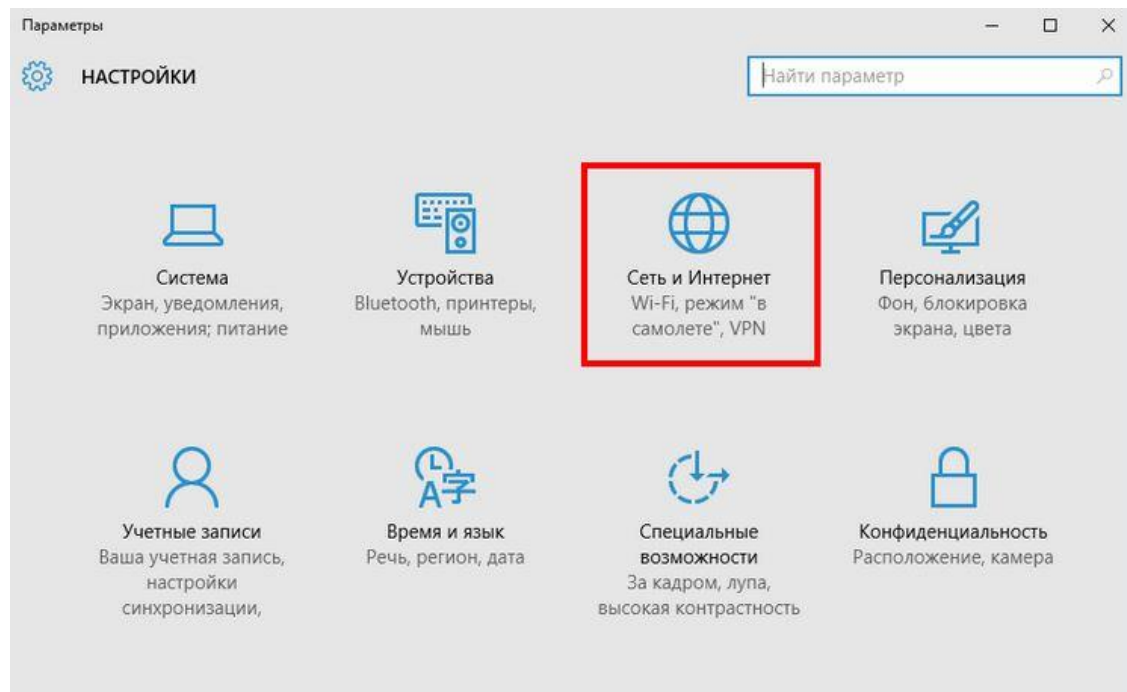 Параметры
НАСТРОЙКИ
Найти параметр
Система
Экран, уведомления,
приложения; питание
Устройства
Bluetooth, принтеры,
мышь
Сеть и Интернет
Wi-Fi, режим "в
самолете", VPN
Персонализация
Фон, блокировка
экрана, цвета
Учетные записи
Ваша учетная запись,
настройки
синхронизации,
Время и язык
Речь, регион, дата
Специальные
возможности
За кадром, лупа,
высокая контрастность
Конфиденциальность
Расположение, камера